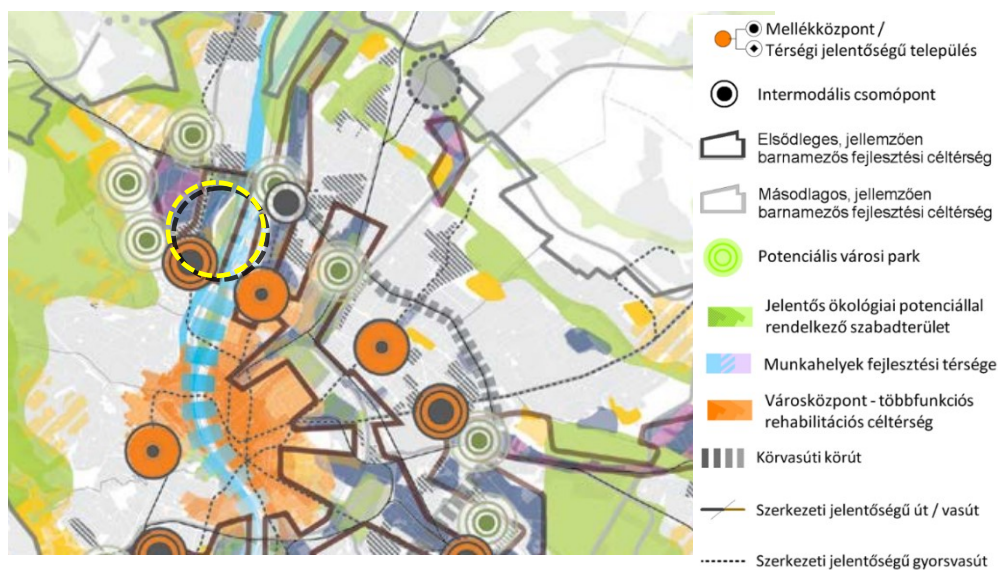 Mellékközpont /
Térségi jelentőségű település
Intermodális csomópont
Elsődleges, jellemzően
barnamezős fejlesztési céltérség
Másodlagos, jellemzően
barnamezős fejlesztési céltérség
Potenciális városi park
Jelentős ökológiai potenciállal
rendelkező szabadterület
Munkahelyek fejlesztési térsége
Városközpont - többfunkciós
rehabilitációs céltérség
Körvasúti körút
Szerkezeti jelentőségű út / vasút
Szerkezeti jelentőségű gyorsvasút